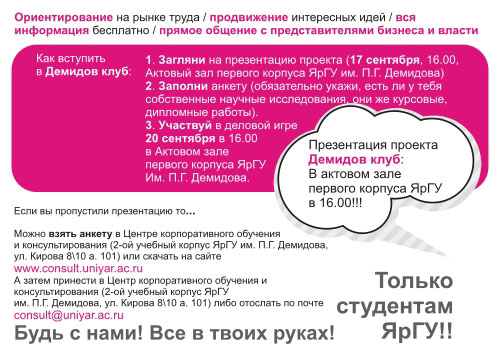 Ориентирование на рынке труда / продвижение интересных идей / вся
информация бесплатно / прямое общение с представителями бизнеса и власти
Как вступить
в Демидов клуб:
1. Загляни на презентацию проекта (17 сентября, 16.00,
Актовый зал первого корпуса ЯрГУ им. П.Г. Демидова)
2. Заполни анкету (обязательно укажи, есть ли у тебя
собственные научные исследования, они же курсовые,
дипломные работы).
3. Участвуй в деловой игре
20 сентября в 16.00
в Актовом зале
первого корпуса ЯрГУ
Им. П.Г. Демидова.
Презентация проекта
Демидов клуб:
В актовом зале
первого корпуса ЯрГУ
в 16.00!!!
Если вы пропустили презентацию то...
Можно взять анкету в Центре корпоративного обучения
и консультирования (2-ой учебный корпус ЯрГУ им. П.Г. Демидова,
ул. Кирова 8\10 а. 101) или скачать на сайте
www.consult.uniyar.ac.ru
А затем принести в Центр корпоративного обучения и
консультирования (2-ой учебный корпус ЯрГУ
им. П.Г. Демидова, ул. Кирова 8\10 а. 101) либо отослать по почте
consult@uniyar.ac.ru
Будь с нами! Все в твоих руках!
Только
студентам
ЯрГУ!!